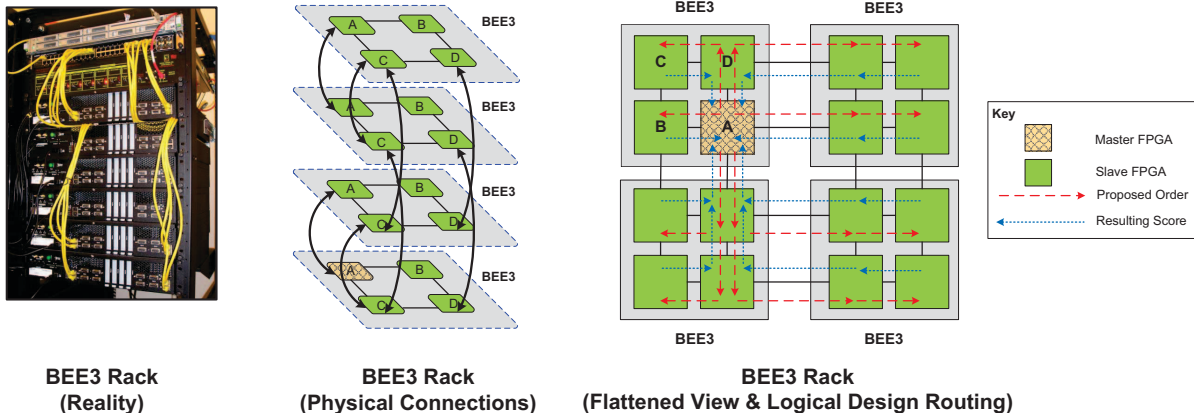 BEE3
A
B
C
D
BEE3
A
B
C
D
BEE3
A
B
C
D
BEE3
A
B
C
D
BEE3
BEE3
C
D
B
A
BEE3
BEE3
Key
Master FPGA
Slave FPGA
Proposed Order
Resulting Score
BEE3 Rack
(Reality)
BEE3 Rack
(Physical Connections)
BEE3 Rack
(Flattened View & Logical Design Routing)